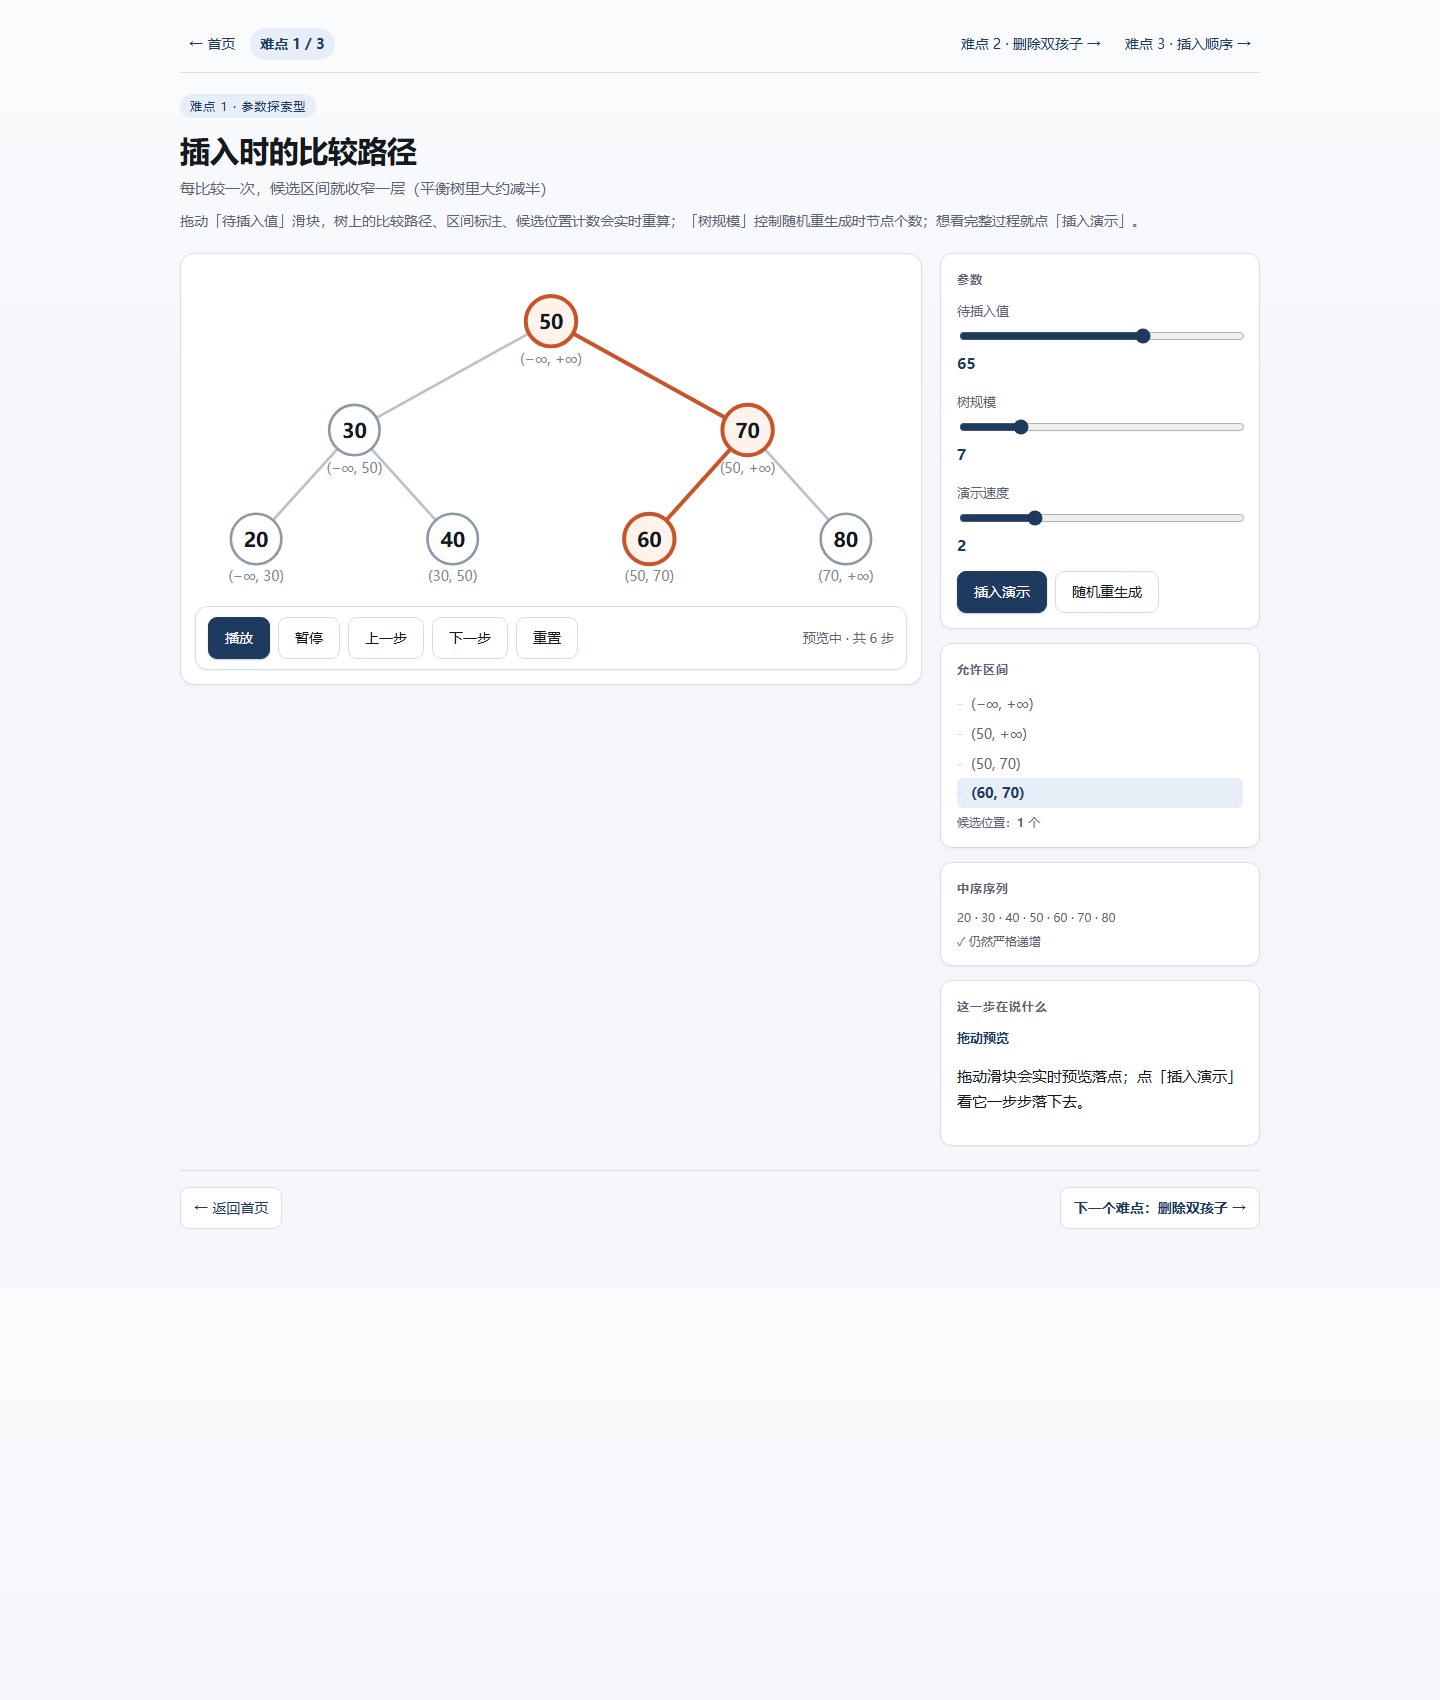 ← 首页
难点 1 / 3
难点 2 · 删除双孩子 →
难点 3 · 插入顺序 →
难点 1 · 参数探索型
插入时的比较路径
每比较一次，候选区间就收窄一层（平衡树里大约减半）
拖动「待插入值」滑块，树上的比较路径、区间标注、候选位置计数会实时重算；「树规模」控制随机重生成时节点个数；想看完整过程就点「插入演示」。
50
(−∞, +∞)
30
(−∞, 50)
70
(50, +∞)
20
(−∞, 30)
40
(30, 50)
60
(50, 70)
80
(70, +∞)
播放
暂停
上一步
下一步
重置
预览中 · 共 6 步
参数
待插入值
65
树规模
7
演示速度
2
插入演示
随机重生成
允许区间
– (−∞, +∞)
– (50, +∞)
– (50, 70)
– (60, 70)
候选位置：1 个
中序序列
20 · 30 · 40 · 50 · 60 · 70 · 80
✓ 仍然严格递增
这一步在说什么
拖动预览
拖动滑块会实时预览落点；点「插入演示」
看它一步步落下去。
← 返回首页
下一个难点：删除双孩子 →